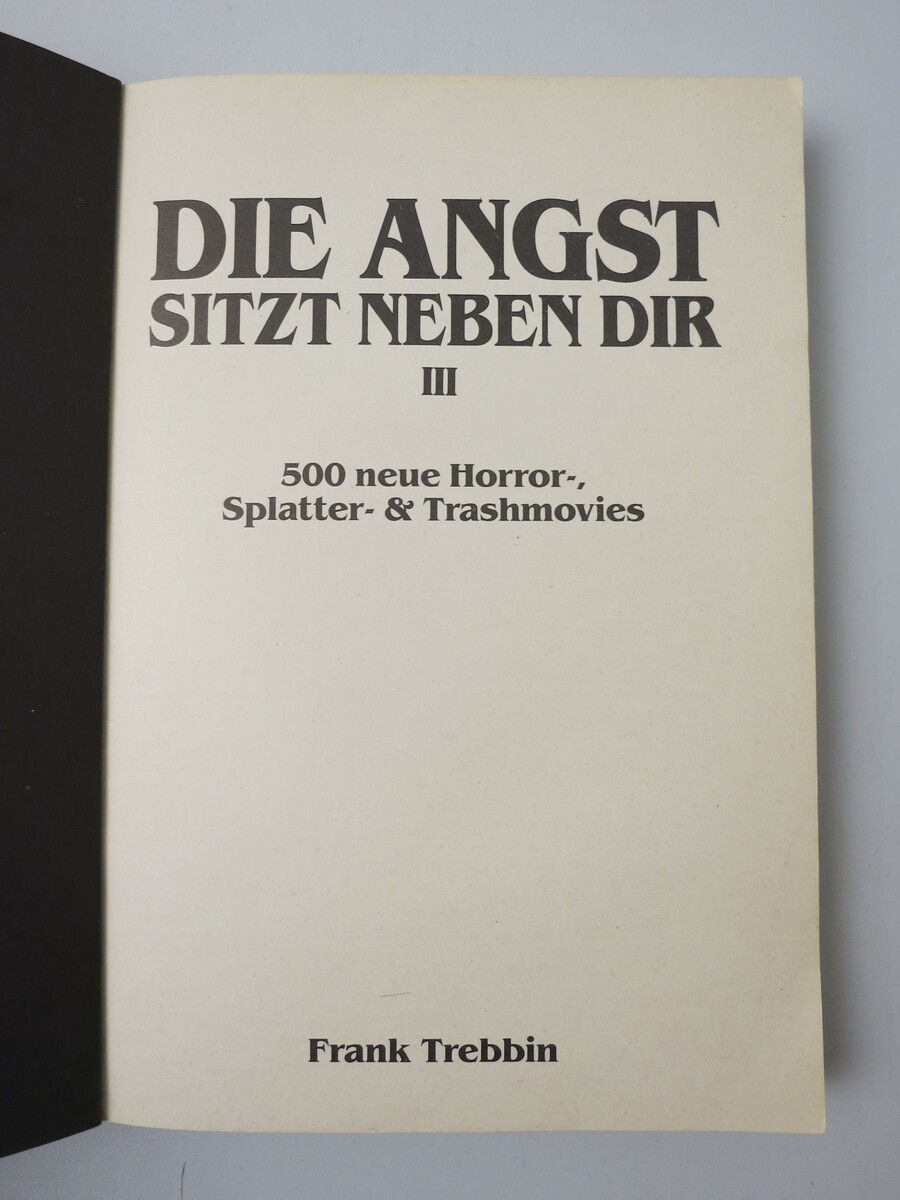 DIE ANGST
SITZT NEBEN DIR
III
500 neue Horror-,
Splatter- & Trashmovies
Frank Trebbin